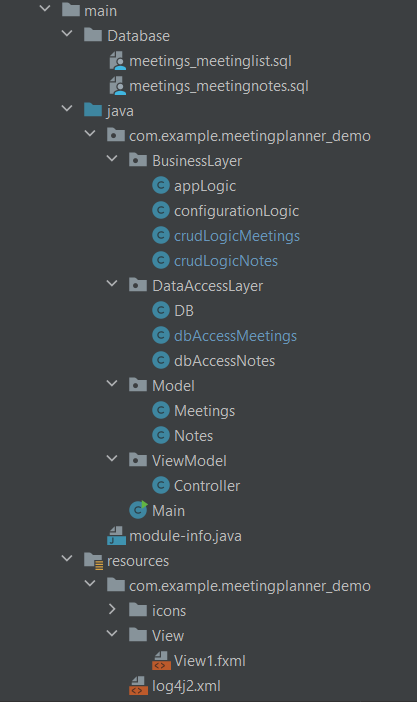 main
Database
meetings_meetinglist.sql
meetings_meetingnotes.sql
java
com.example.meetingplanner_demo
BusinessLayer
appLogic
configurationLogic
crudLogicMeetings
crudLogicNotes
DataAccessLayer
DB
dbAccessMeetings
dbAccessNotes
Model
Meetings
Notes
ViewModel
Controller
Main
module-info.java
resources
com.example.meetingplanner_demo
icons
View
View1.fxml
log4j2.xml